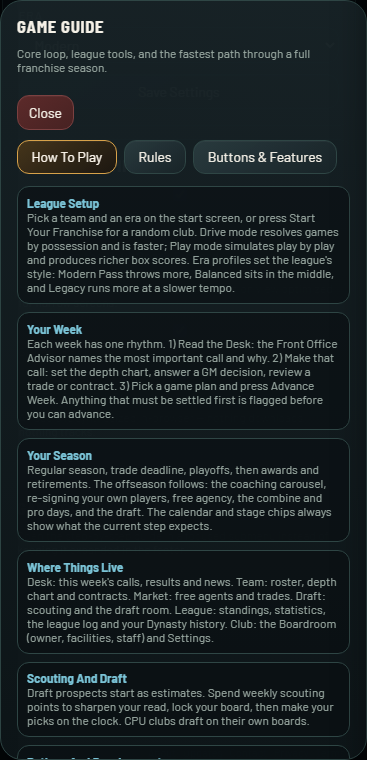 GAME GUIDE
Core loop, league tools, and the fastest path through a full
franchise season.
Close
How To Play
Rules
Buttons & Features
League Setup
Pick a team and an era on the start screen, or press Start
Your Franchise for a random club. Drive mode resolves games
by possession and is faster; Play mode simulates play by play
and produces richer box scores. Era profiles set the league's
style: Modern Pass throws more, Balanced sits in the middle,
and Legacy runs more at a slower tempo.
Your Week
Each week has one rhythm. 1) Read the Desk: the Front Office
Advisor names the most important call and why. 2) Make that
call: set the depth chart, answer a GM decision, review a
trade or contract. 3) Pick a game plan and press Advance
Week. Anything that must be settled first is flagged before
you can advance.
Your Season
Regular season, trade deadline, playoffs, then awards and
retirements. The offseason follows: the coaching carousel,
re-signing your own players, free agency, the combine and
pro days, and the draft. The calendar and stage chips always
show what the current step expects.
Where Things Live
Desk: this week's calls, results and news. Team: roster, depth
chart and contracts. Market: free agents and trades. Draft:
scouting and the draft room. League: standings, statistics,
the league log and your Dynasty history. Club: the Boardroom
(owner, facilities, staff) and Settings.
Scouting And Draft
Draft prospects start as estimates. Spend weekly scouting
points to sharpen your read, lock your board, then make your
picks on the clock. CPU clubs draft on their own boards.